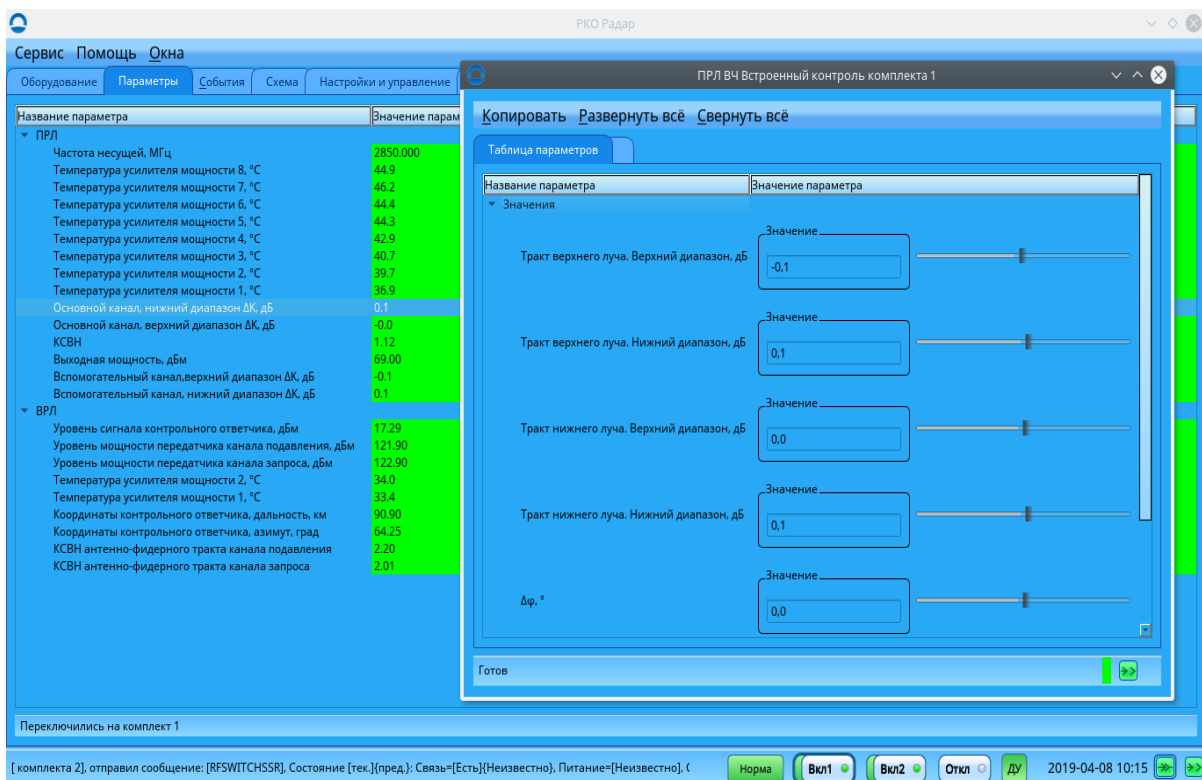 РКО Радар
Сервис Помощь Окна
Оборудование Параметры События Схема Настройки и управление
Название параметра Значение парам
ПРЛ
Частота несущей, МГц 2850.000
Температура усилителя мощности 8, °С 44.9
Температура усилителя мощности 7, °С 46.2
Температура усилителя мощности 6, °С 44.4
Температура усилителя мощности 5, °С 44.3
Температура усилителя мощности 4, °С 42.9
Температура усилителя мощности 3, °С 40.7
Температура усилителя мощности 2, °С 39.7
Температура усилителя мощности 1, °С 36.9
Основной канал, нижний диапазон ΔК, дБ 0.1
Основной канал, верхний диапазон ΔК, дБ -0.0
КСВН 1.12
Выходная мощность, дБм 69.00
Вспомогательный канал,верхний диапазон ΔК, дБ -0.1
Вспомогательный канал, нижний диапазон ΔК, дБ 0.1
ВРЛ
Уровень сигнала контрольного ответчика, дБм 17.29
Уровень мощности передатчика канала подавления, дБм 121.90
Уровень мощности передатчика канала запроса, дБм 122.90
Температура усилителя мощности 2, °С 34.0
Температура усилителя мощности 1, °С 33.4
Координаты контрольного ответчика, дальность, км 90.90
Координаты контрольного ответчика, азимут, град 64.25
КСВН антенно-фидерного тракта канала подавления 2.20
КСВН антенно-фидерного тракта канала запроса 2.01
ПРЛ ВЧ Встроенный контроль комплекта 1
Копировать Развернуть всё Свернуть всё
Таблица параметров
Название параметра Значение параметра
Значения
Значение
Тракт верхнего луча. Верхний диапазон, дБ -0,1
Значение
Тракт верхнего луча. Нижний диапазон, дБ 0,1
Значение
Тракт нижнего луча. Верхний диапазон, дБ 0,0
Значение
Тракт нижнего луча. Нижний диапазон, дБ 0,1
Значение
Δφ, ° 0,0
Готов
Переключились на комплект 1
[ комплекта 2], отправил сообщение: [RFSWITCHSSR], Состояние [тек.]{пред.}: Связь=[Есть]{Неизвестно}, Питание=[Неизвестно], Норма Вкл1 Вкл2 Откл ДУ 2019-04-08 10:15